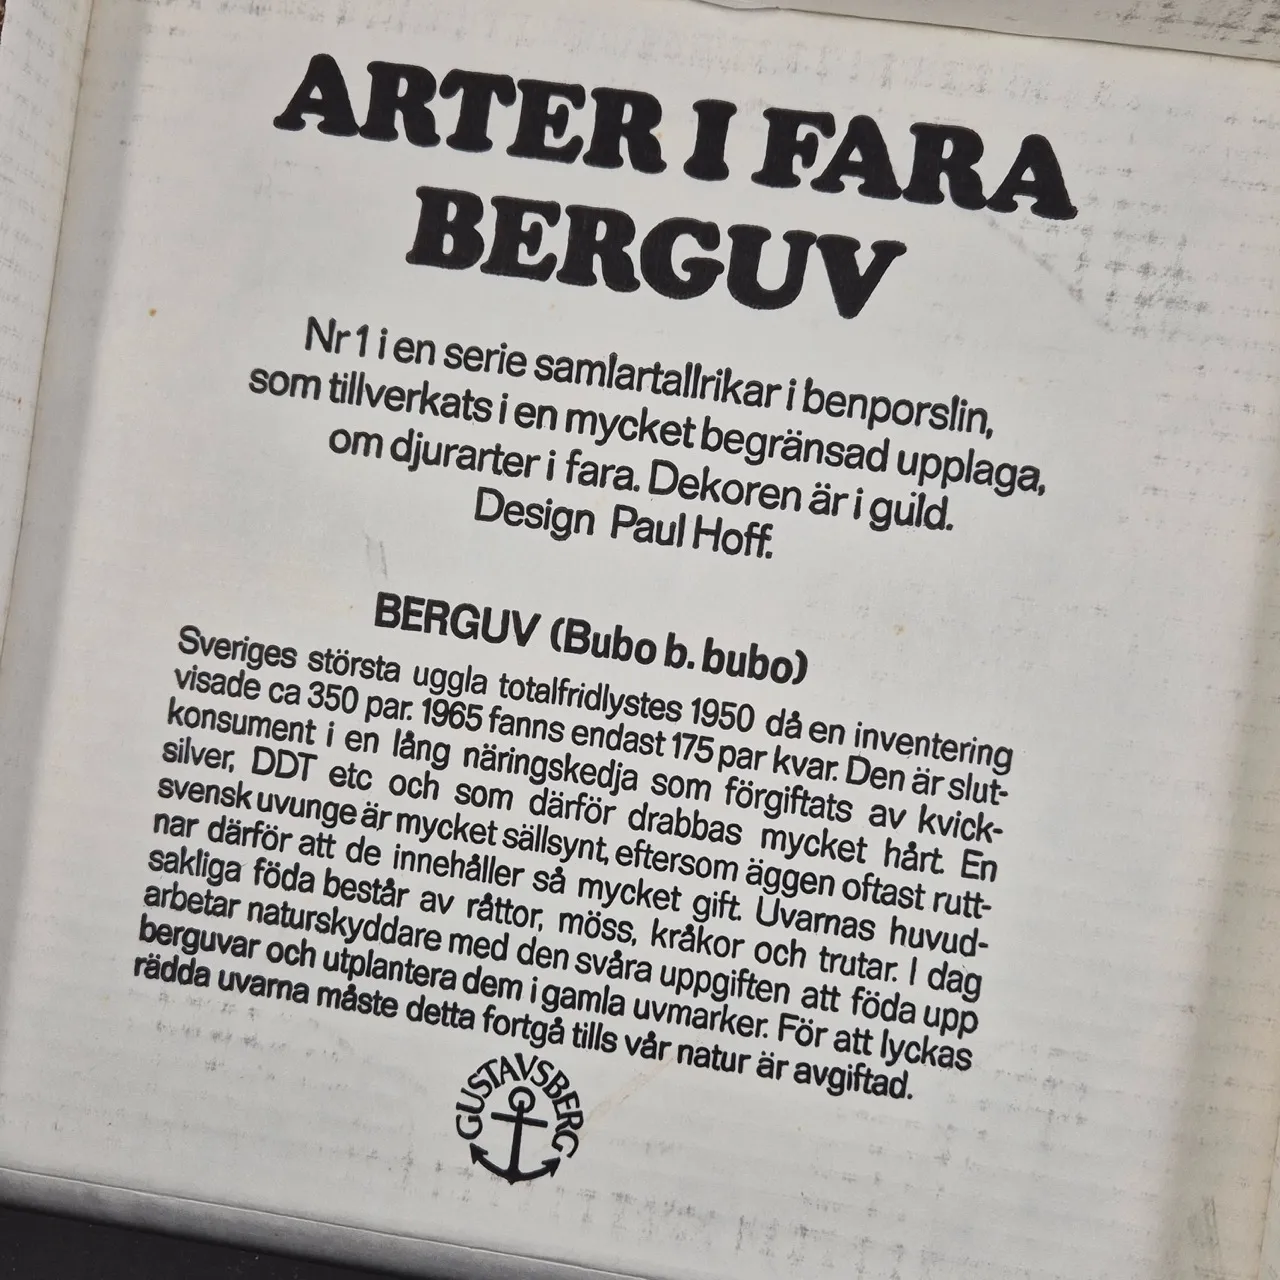 ARTER I FARA
BERGUV
Nr 1 i en serie samlartallrikar i benporslin,
som tillverkats i en mycket begränsad upplaga,
om djurarter i fara. Dekoren är i guld.
Design Paul Hoff.
BERGUV (Bubo b. bubo)
Sveriges största uggla totalfridlystes 1950 då en inventering
visade ca 350 par. 1965 fanns endast 175 par kvar. Den är slut-
konsument i en lång näringskedja som förgiftats av kvick-
silver, DDT etc och som därför drabbas mycket hårt. En
svensk uvunge är mycket sällsynt, eftersom äggen oftast rutt-
nar därför att de innehåller så mycket gift. Uvarnas huvud-
sakliga föda består av råttor, möss, kråkor och trutar. I dag
arbetar naturskyddare med den svåra uppgiften att föda upp
berguvar och utplantera dem i gamla uvmarker. För att lyckas
rädda uvarna måste detta fortgå tills vår natur är avgiftad.
GUSTAVSBERG